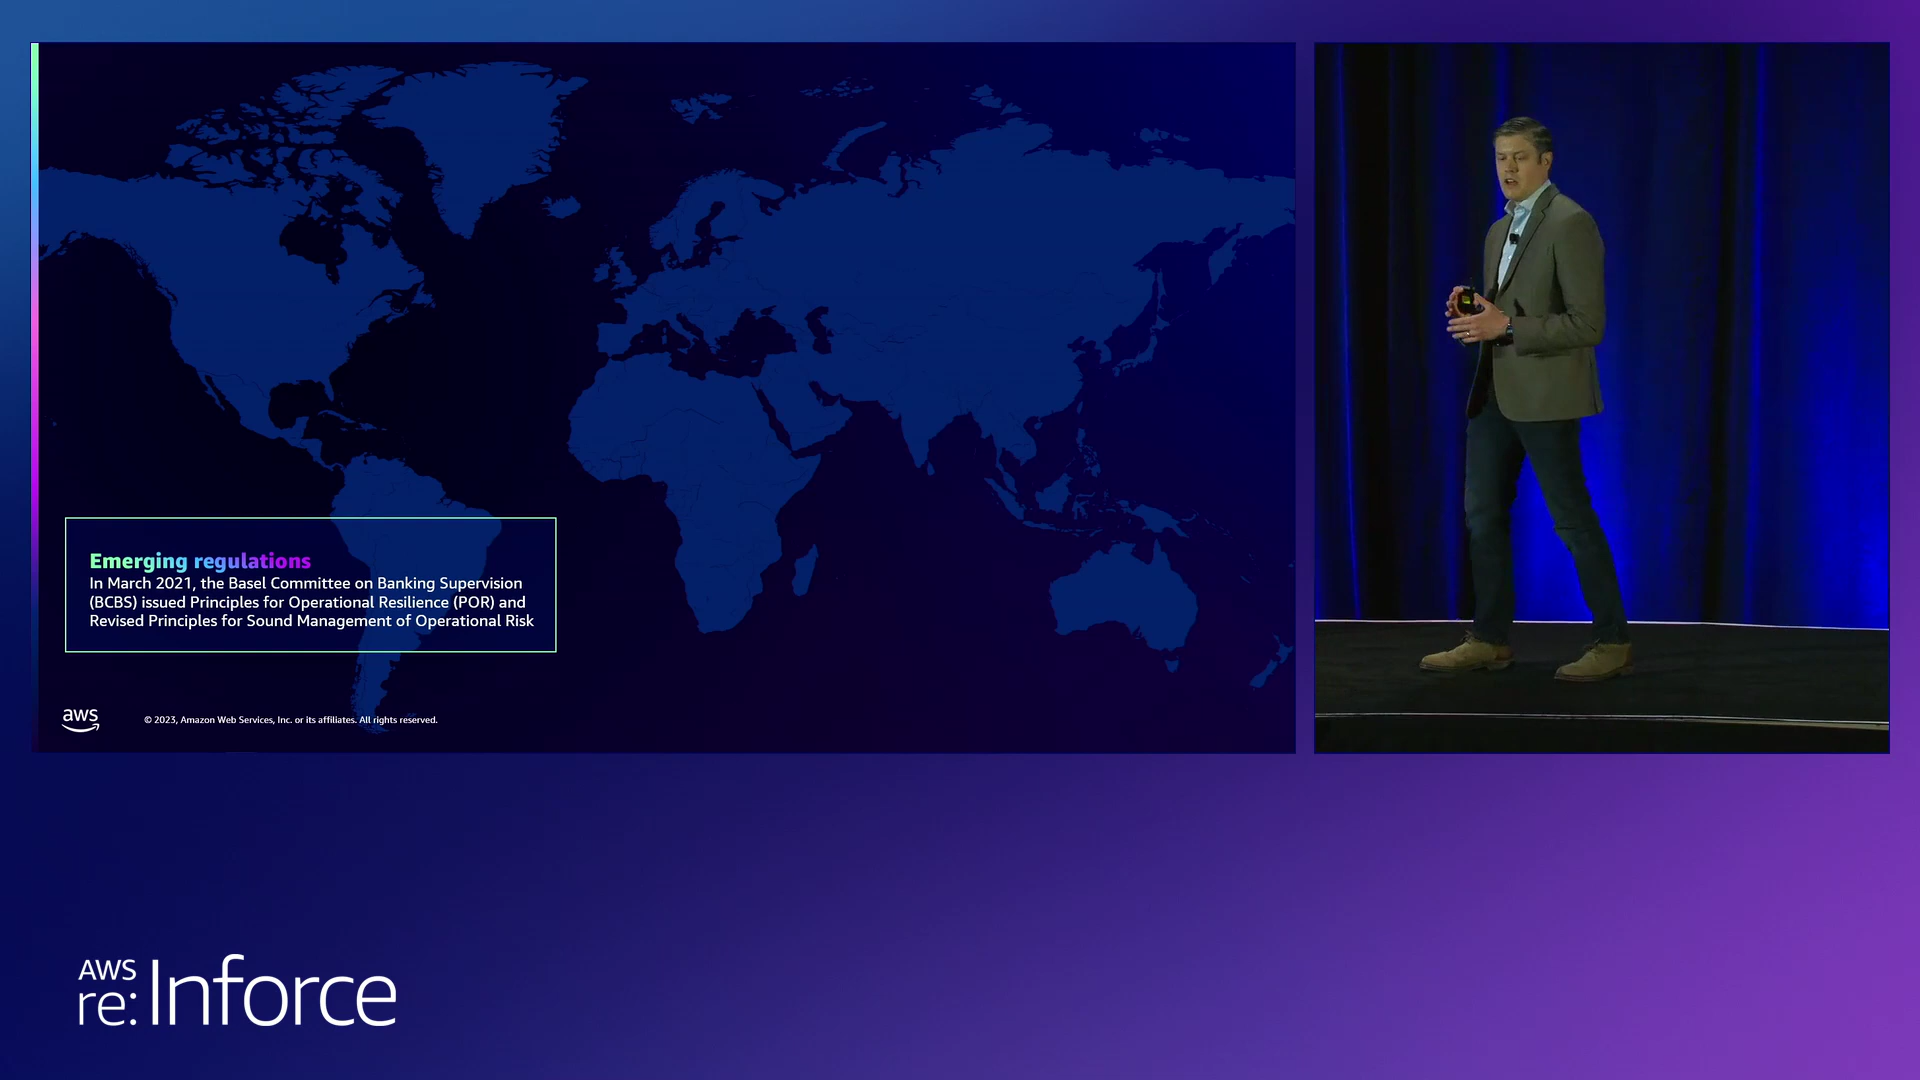 Emerging regulations
In March 2021, the Basel Committee on Banking Supervision
(BCBS) issued Principles for Operational Resilience (POR) and
Revised Principles for Sound Management of Operational Risk
aws
© 2023, Amazon Web Services, Inc. or its affiliates. All rights reserved.
AWS
re:Inforce